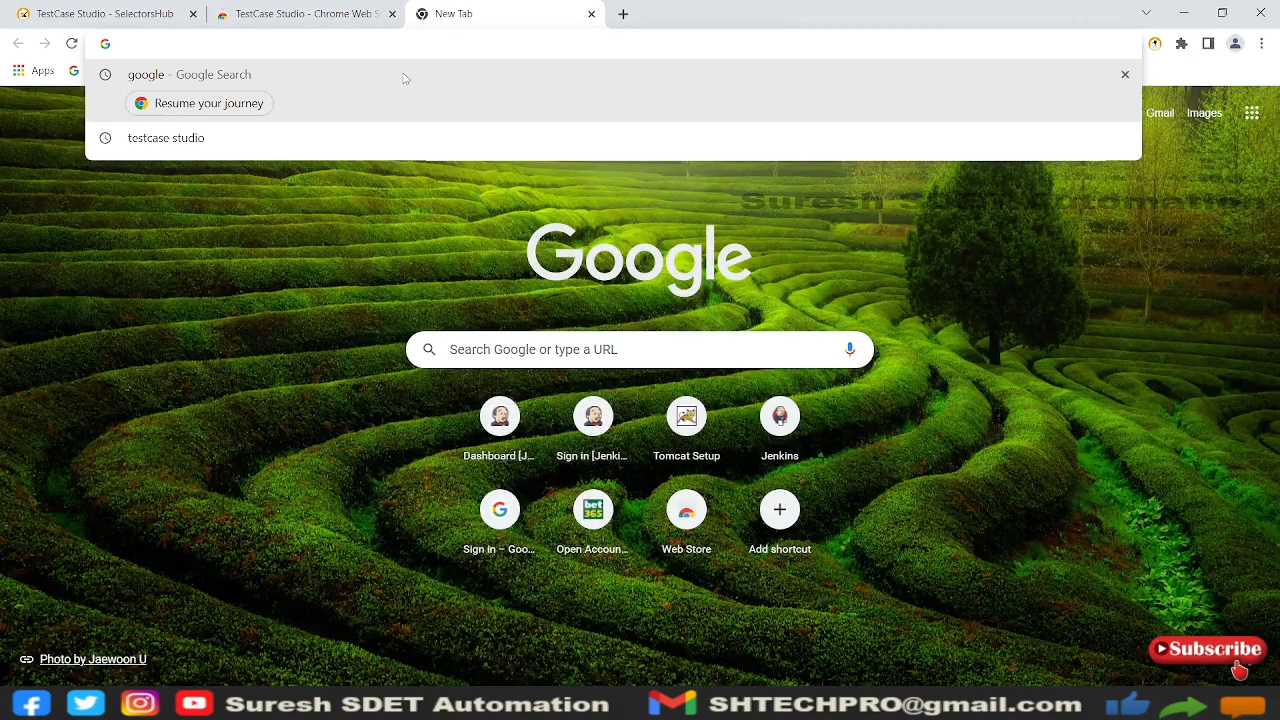 TestCase Studio - SelectorsHub
TestCase Studio - Chrome Web S
New Tab
Apps
google - Google Search
Resume your journey
testcase studio
Gmail
Images
Suresh SDET Automation
Google
Search Google or type a URL
Dashboard [J...
Sign in [Jenki...
Tomcat Setup
Jenkins
bet365
Sign in – Goo...
Open Accoun...
Web Store
Add shortcut
Photo by Jaewoon U
Subscribe
Suresh SDET Automation
SHTECHPRO@gmail.com